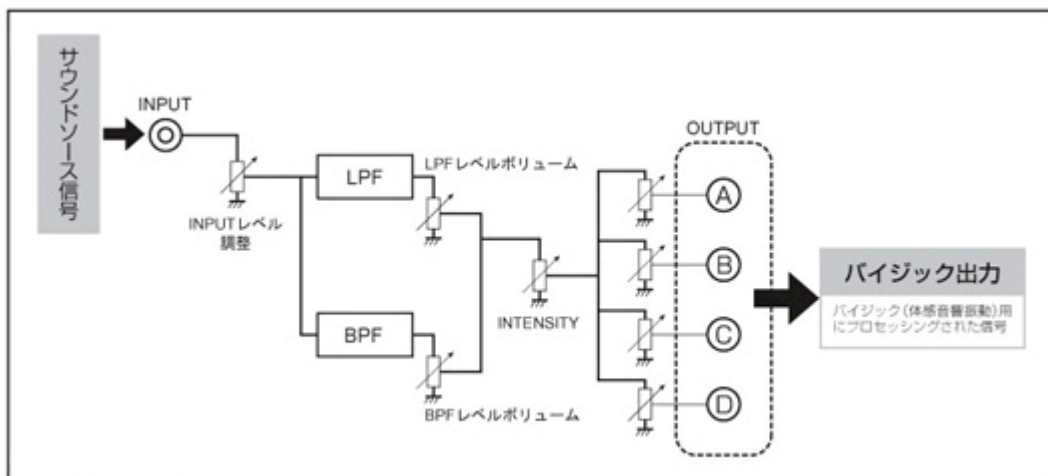 サウンドソース信号
INPUT
INPUTレベル
調整
LPF
LPFレベルボリューム
BPF
BPFレベルボリューム
INTENSITY
OUTPUT
A
B
C
D
バイジック出力
バイジック(体感音響振動)用
にプロセッシングされた信号